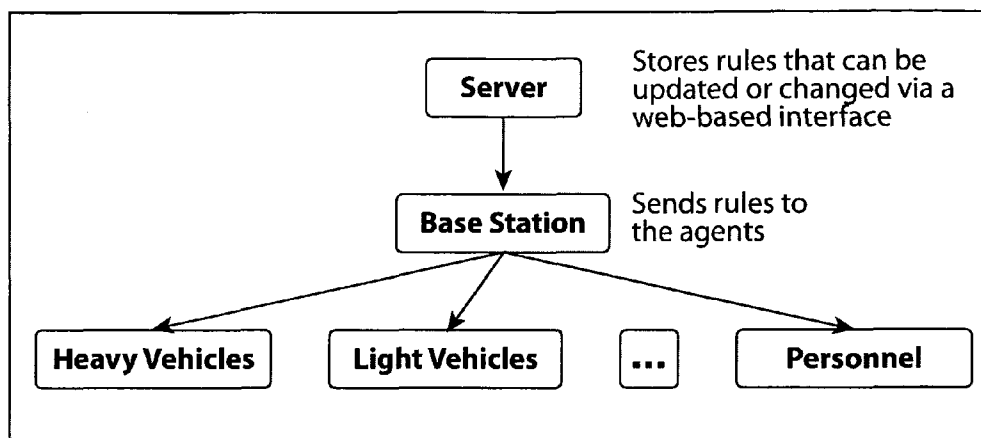 Server
Stores rules that can be
updated or changed via a
web-based interface
Base Station
Sends rules to
the agents
Heavy Vehicles
Light Vehicles
...
Personnel